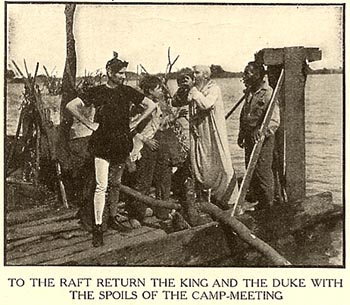 TO THE RAFT RETURN THE KING AND THE DUKE WITH
THE SPOILS OF THE CAMP-MEETING